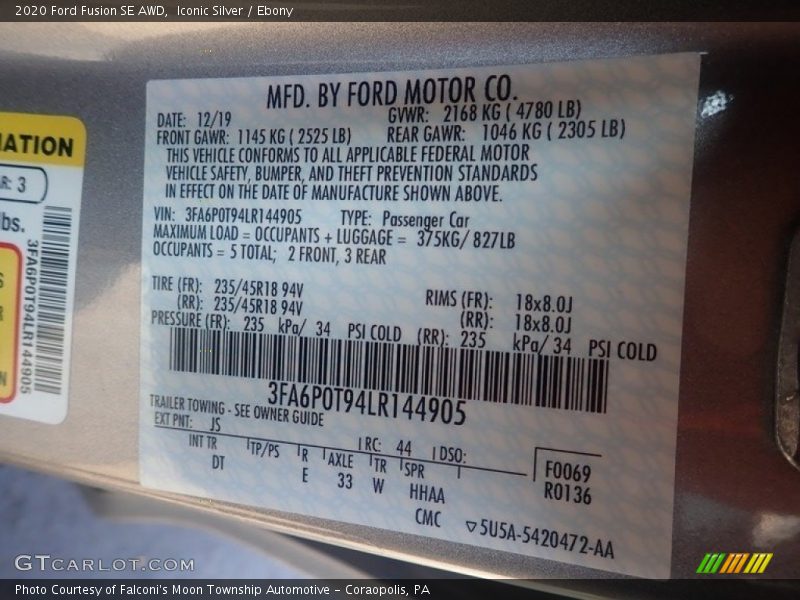 2020 Ford Fusion SE AWD, Iconic Silver / Ebony
MFD. BY FORD MOTOR CO.
DATE: 12/19 GVWR: 2168 KG ( 4780 LB)
FRONT GAWR: 1145 KG ( 2525 LB) REAR GAWR: 1046 KG ( 2305 LB)
THIS VEHICLE CONFORMS TO ALL APPLICABLE FEDERAL MOTOR
VEHICLE SAFETY, BUMPER, AND THEFT PREVENTION STANDARDS
IN EFFECT ON THE DATE OF MANUFACTURE SHOWN ABOVE.
VIN: 3FA6P0T94LR144905 TYPE: Passenger Car
MAXIMUM LOAD = OCCUPANTS + LUGGAGE = 375KG/ 827LB
OCCUPANTS = 5 TOTAL; 2 FRONT, 3 REAR
TIRE (FR): 235/45R18 94V RIMS (FR): 18x8.0J
(RR): 235/45R18 94V (RR): 18x8.0J
PRESSURE (FR): 235 kPa/ 34 PSI COLD (RR): 235 kPa/ 34 PSI COLD
3FA6P0T94LR144905
TRAILER TOWING - SEE OWNER GUIDE
EXT PNT: JS RC: 44 DSO:
INT TR TP/PS R AXLE TR SPR
DT E 33 W HHAA
F0069
R0136
CMC 5U5A-5420472-AA
MATION
R: 3
lbs.
3FA6P0T94LR144905
GTCARLOT.COM
Photo Courtesy of Falconi's Moon Township Automotive – Coraopolis, PA